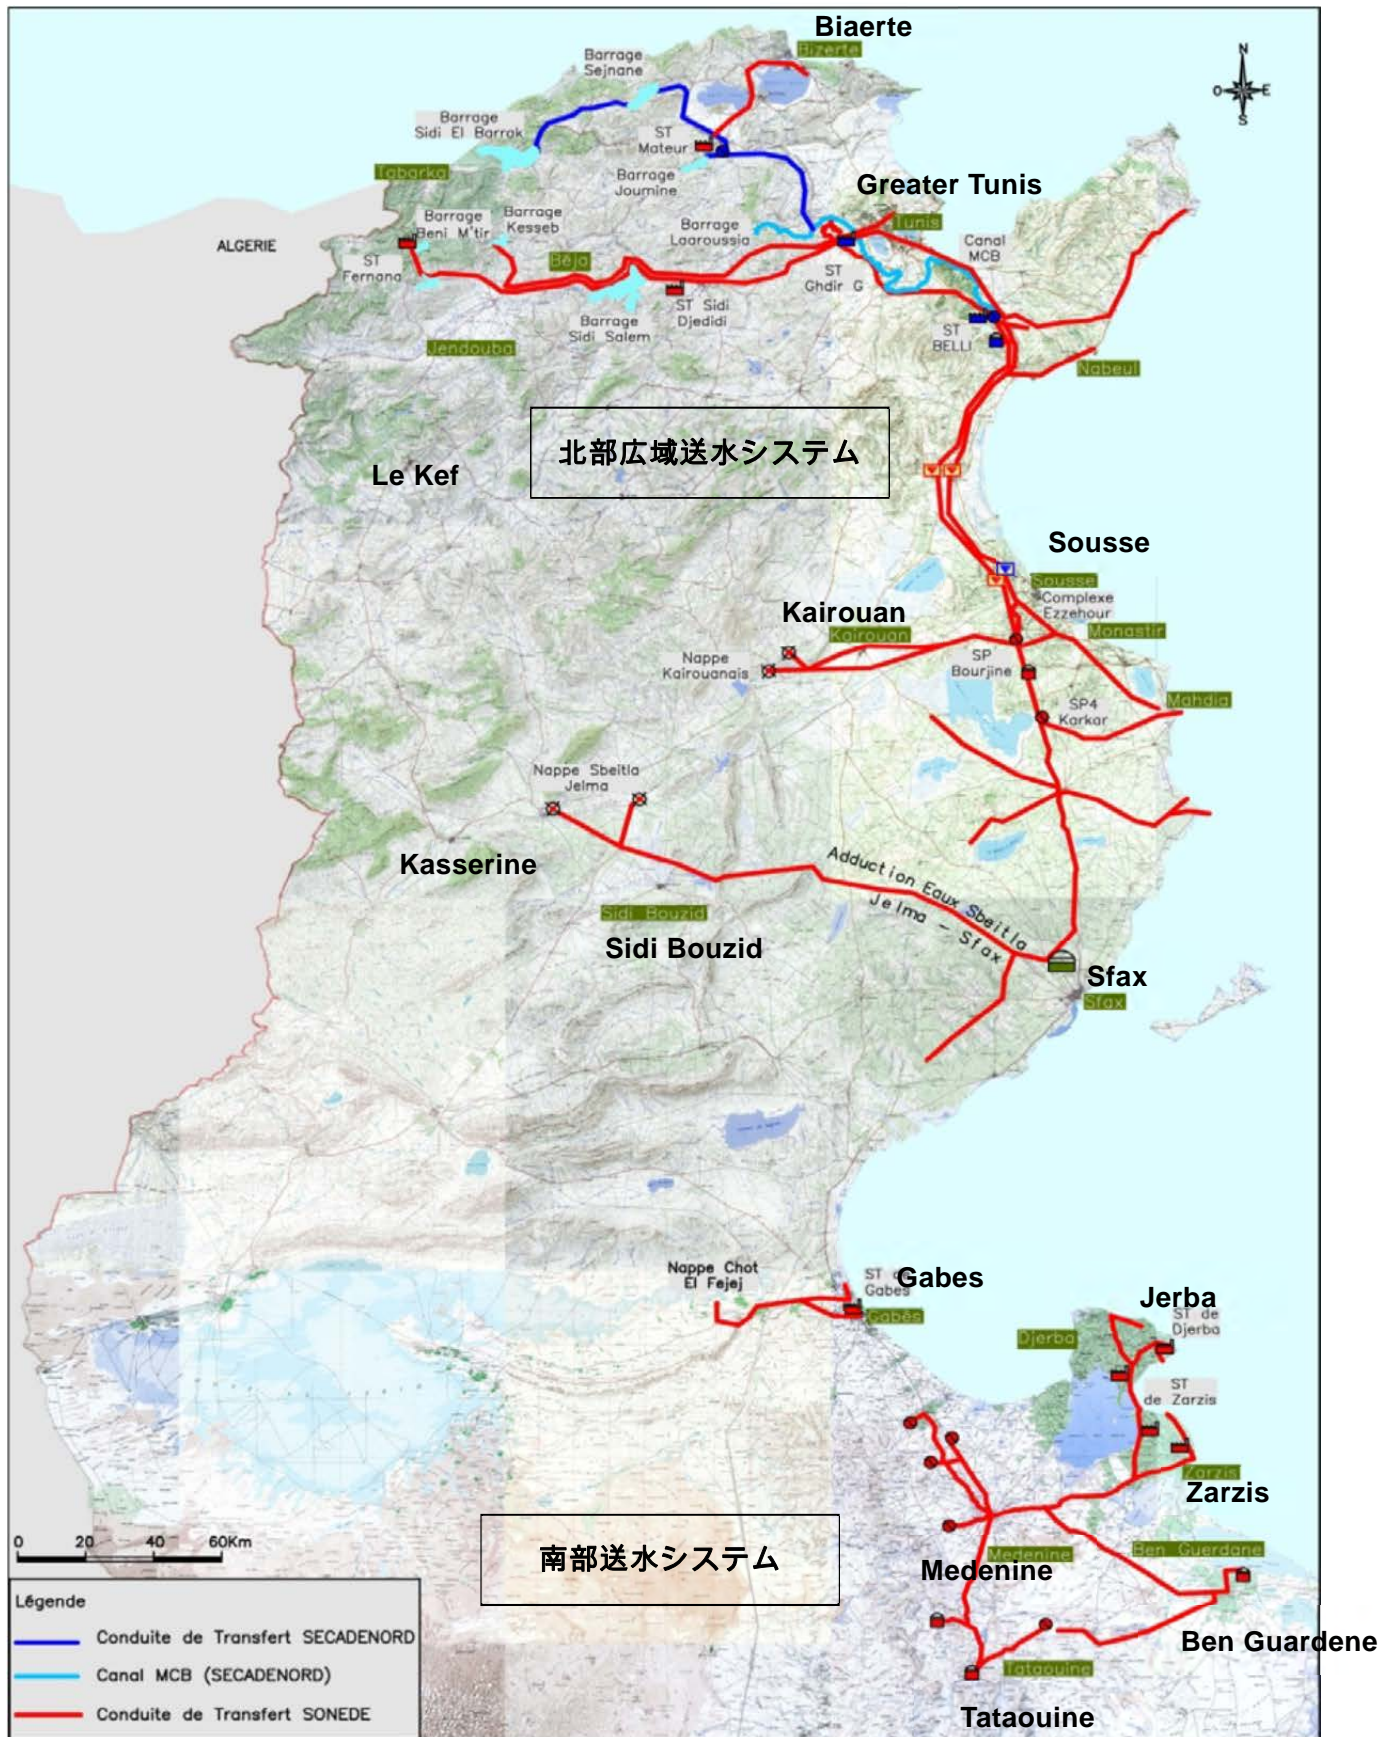 Biaerte
Bizerte
N
O
E
S
Barrage
Sejnane
Barrage
Sidi El Barrak
ST
Mateur
Barrage
Joumine
Tabarka
Greater Tunis
Tunis
Barrage
Beni M'tir
Barrage
Kesseb
Barrage
Laaroussia
Canal
MCB
ALGERIE
ST
Fernana
Béja
ST
Ghdir G
ST Sidi
Djedidi
Barrage
Sidi Salem
ST
BELLI
Jendouba
Nabeul
北部広域送水システム
Le Kef
Sousse
Sousse
Complexe
Ezzehour
Kairouan
Kairouan
Monastir
Nappe
Kairouanais
SP
Bourjine
SP4
Karkar
Mahdia
Nappe Sbeitla
Jelma
Kasserine
Adduction Eaux Sbeitla
Jelma - Sfax
Sidi Bouzid
Sidi Bouzid
Sfax
Sfax
Nappe Chot
El Fejej
ST de
Gabes
Gabes
Gabès
Jerba
ST de
Djerba
Djerba
ST
de Zarzis
Zarzis
Zarzis
南部送水システム
Medenine
Medenine
Ben Guerdane
Ben Guardene
Tataouine
Tataouine
0 20 40 60Km
Légende
Conduite de Transfert SECADENORD
Canal MCB (SECADENORD)
Conduite de Transfert SONEDE